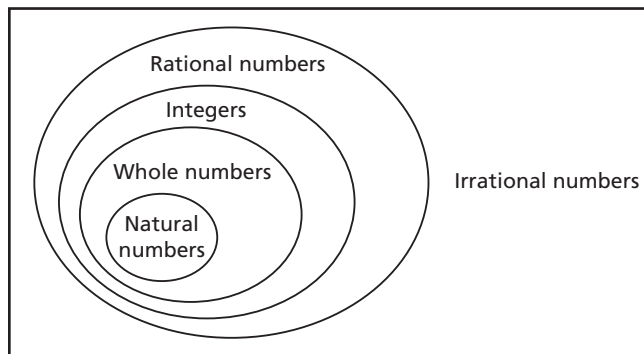 Rational numbers
Integers
Whole numbers
Irrational numbers
Natural
numbers